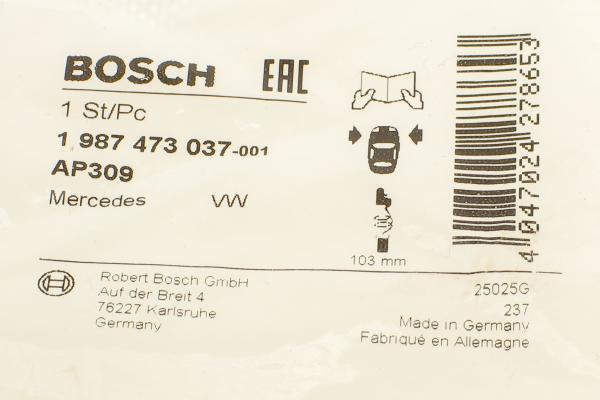 BOSCH EAC
1 St/Pc
1 987 473 037-001
AP309
Mercedes VW
103 mm
4 047024 278653
Robert Bosch GmbH
Auf der Breit 4
76227 Karlsruhe
Germany
25025G
237
Made in Germany
Fabriqué en Allemagne